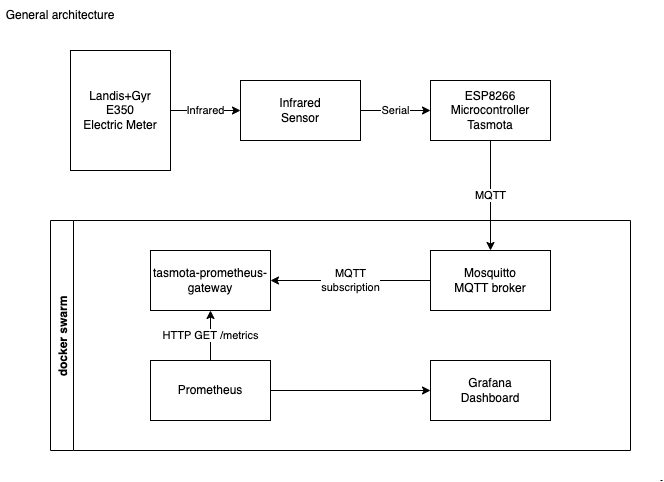 General architecture
Landis+Gyr
E350
Electric Meter
Infrared
Infrared
Sensor
Serial
ESP8266
Microcontroller
Tasmota
MQTT
docker swarm
tasmota-prometheus-
gateway
MQTT
subscription
Mosquitto
MQTT broker
HTTP GET /metrics
Prometheus
Grafana
Dashboard